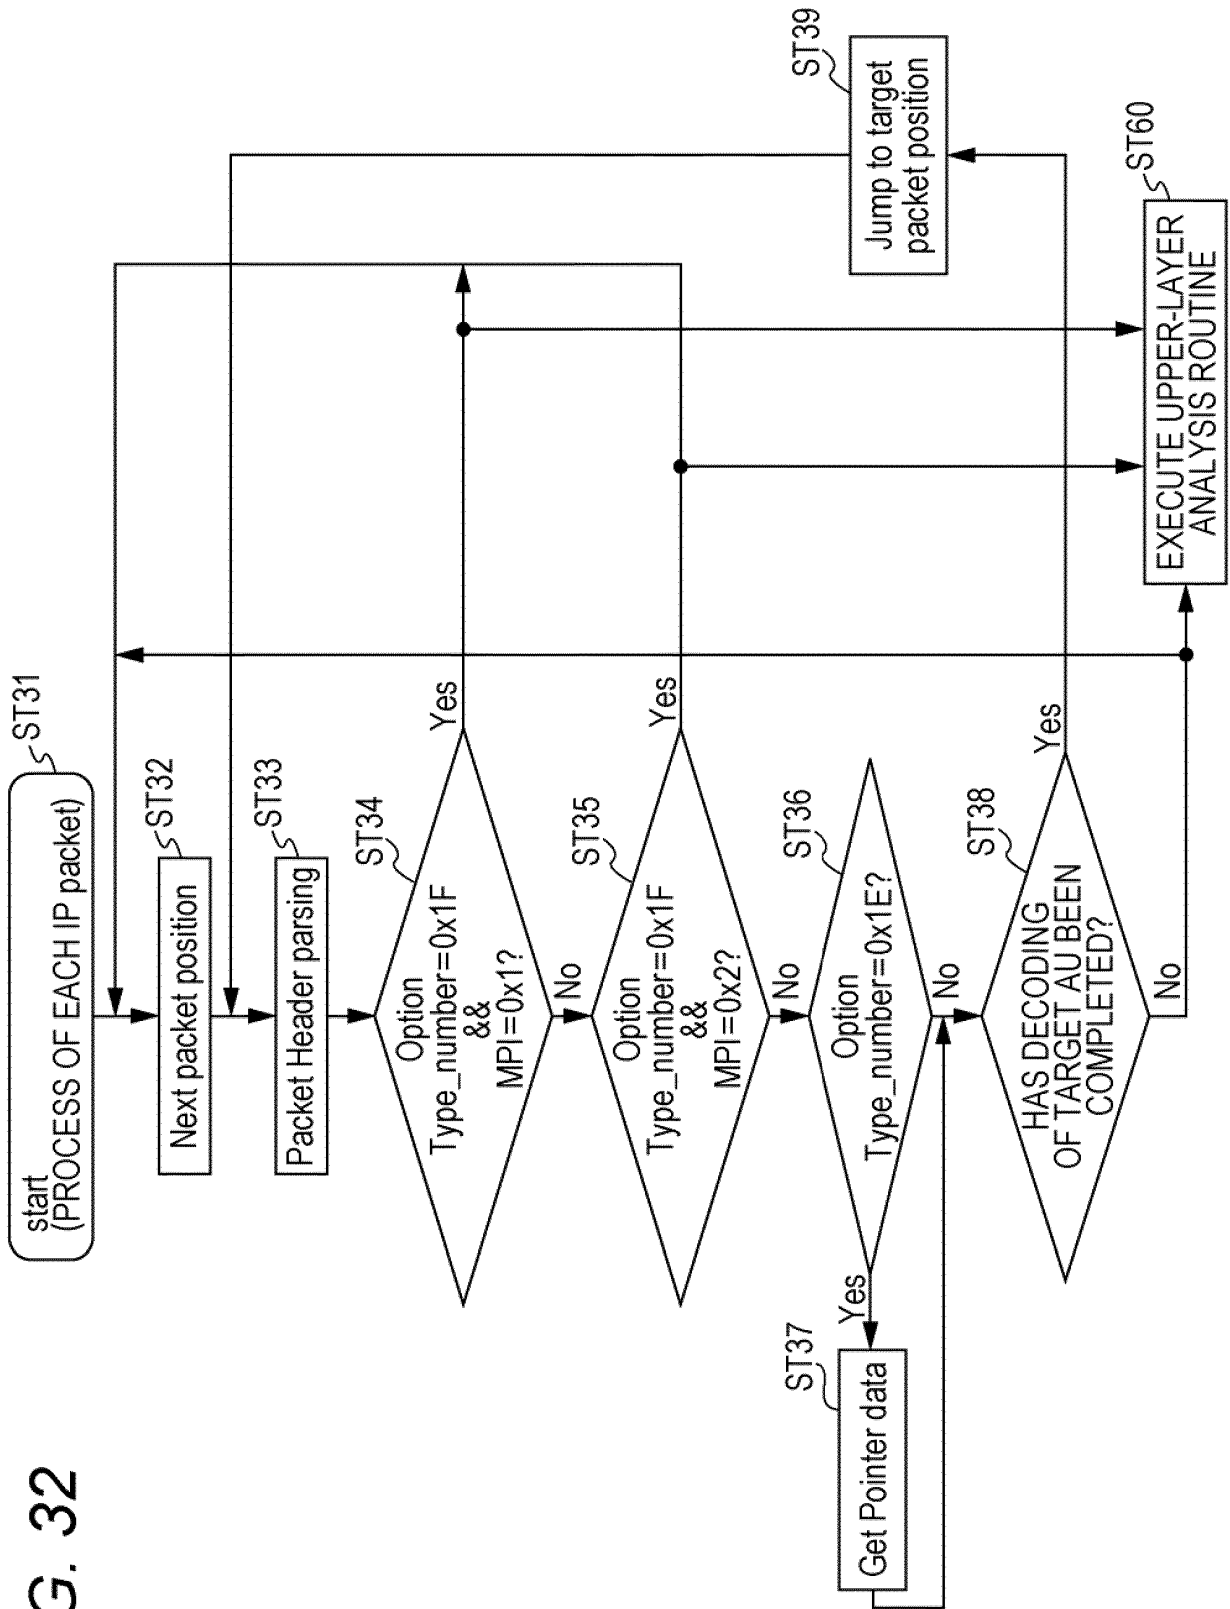 G. 32
start
(PROCESS OF EACH IP packet)
ST31
Next packet position
ST32
Packet Header parsing
ST33
Option
Type_number=0x1F
&&
MPI=0x1?
ST34
Yes
No
Option
Type_number=0x1F
&&
MPI=0x2?
ST35
Yes
No
Option
Type_number=0x1E?
ST36
Yes
No
Get Pointer data
ST37
HAS DECODING
OF TARGET AU BEEN
COMPLETED?
ST38
Yes
No
Jump to target
packet position
ST39
EXECUTE UPPER-LAYER
ANALYSIS ROUTINE
ST60